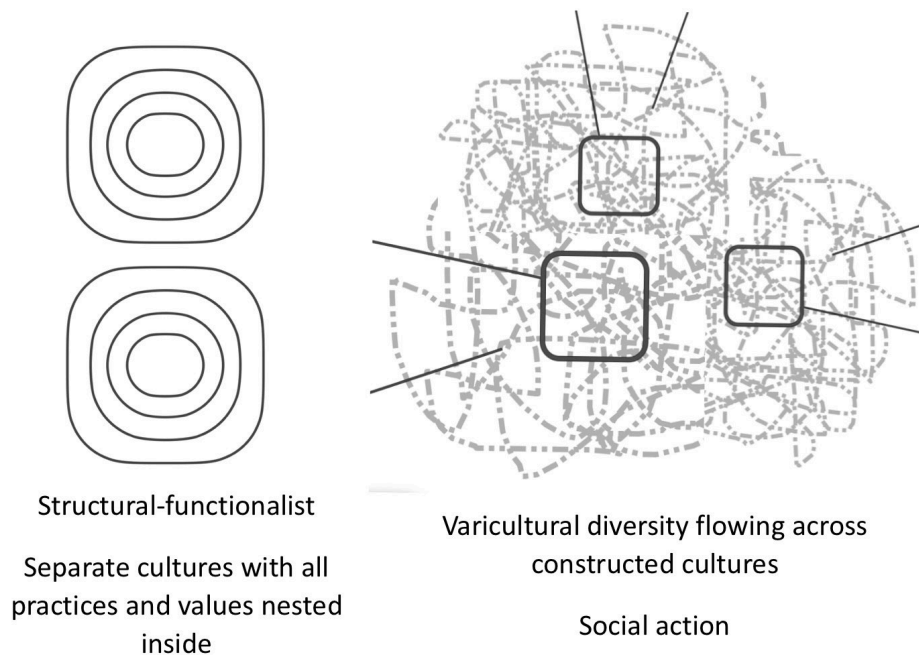 Structural-functionalist
Separate cultures with all
practices and values nested
inside
Varicultural diversity flowing across
constructed cultures
Social action